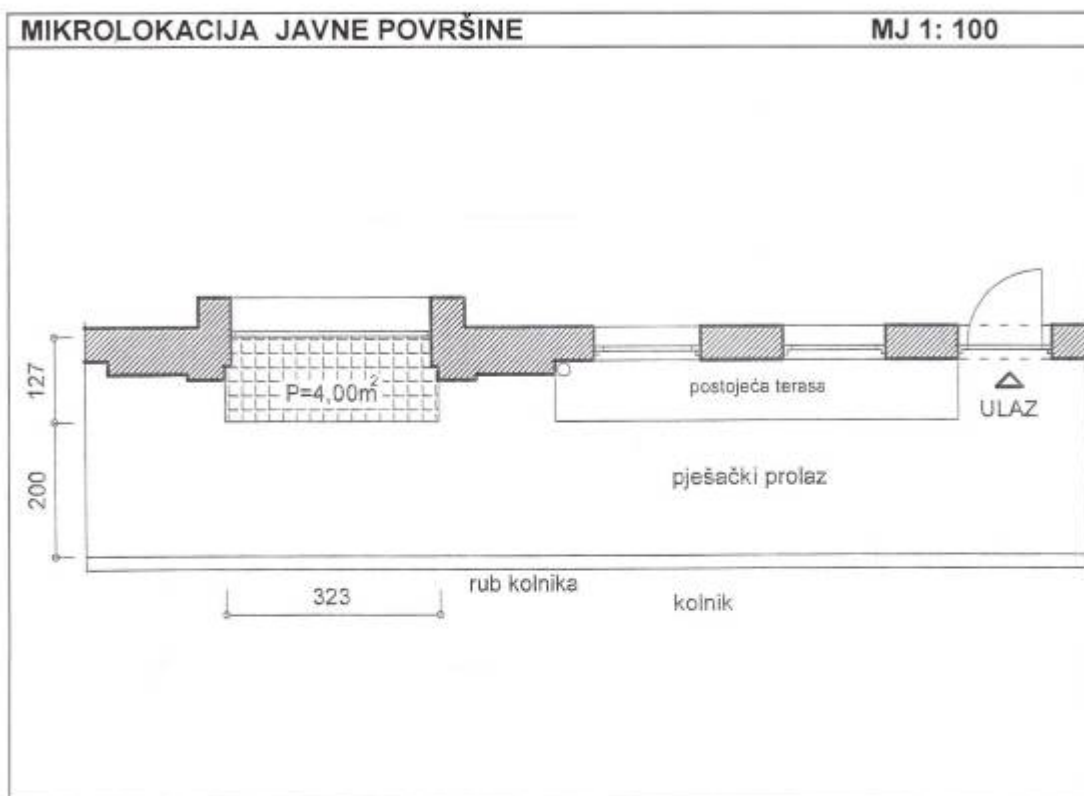 MIKROLOKACIJA JAVNE POVRŠINE MJ 1: 100
127
P=4,00m²
postojeća terasa
ULAZ
200
pješački prolaz
rub kolnika
323
kolnik